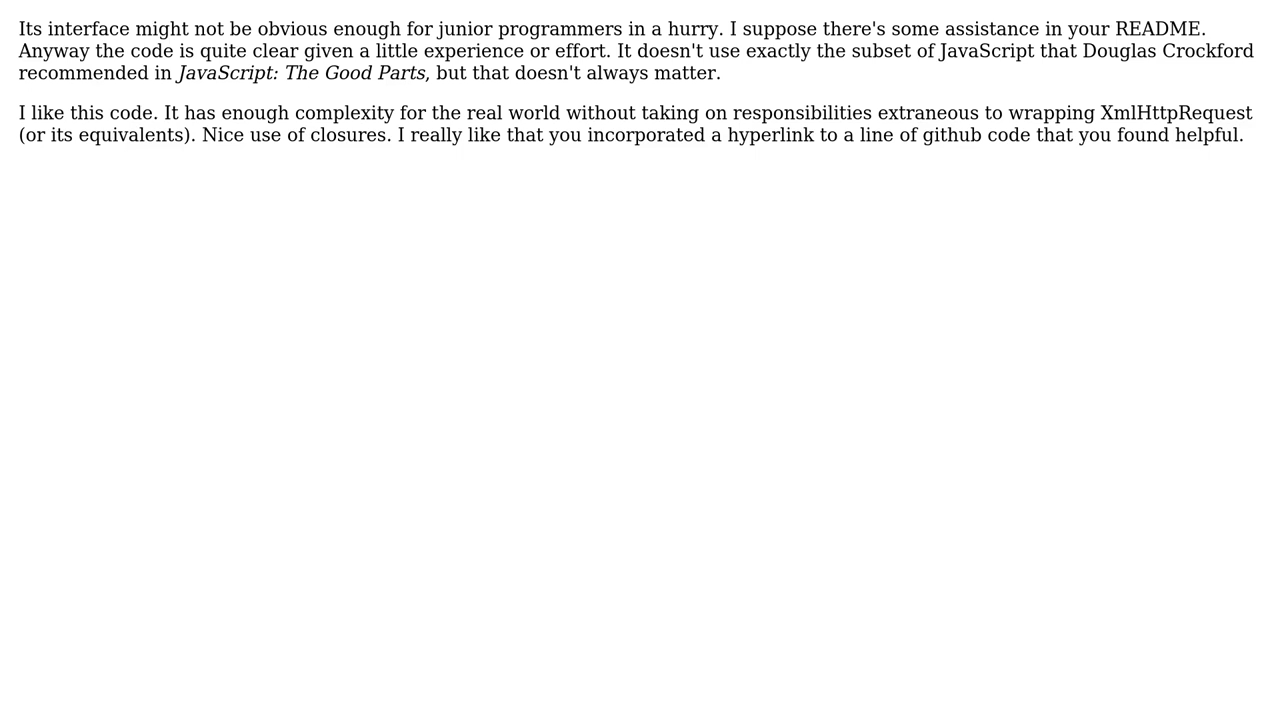 Its interface might not be obvious enough for junior programmers in a hurry. I suppose there's some assistance in your README.
Anyway the code is quite clear given a little experience or effort. It doesn't use exactly the subset of JavaScript that Douglas Crockford
recommended in JavaScript: The Good Parts, but that doesn't always matter.
I like this code. It has enough complexity for the real world without taking on responsibilities extraneous to wrapping XmlHttpRequest
(or its equivalents). Nice use of closures. I really like that you incorporated a hyperlink to a line of github code that you found helpful.